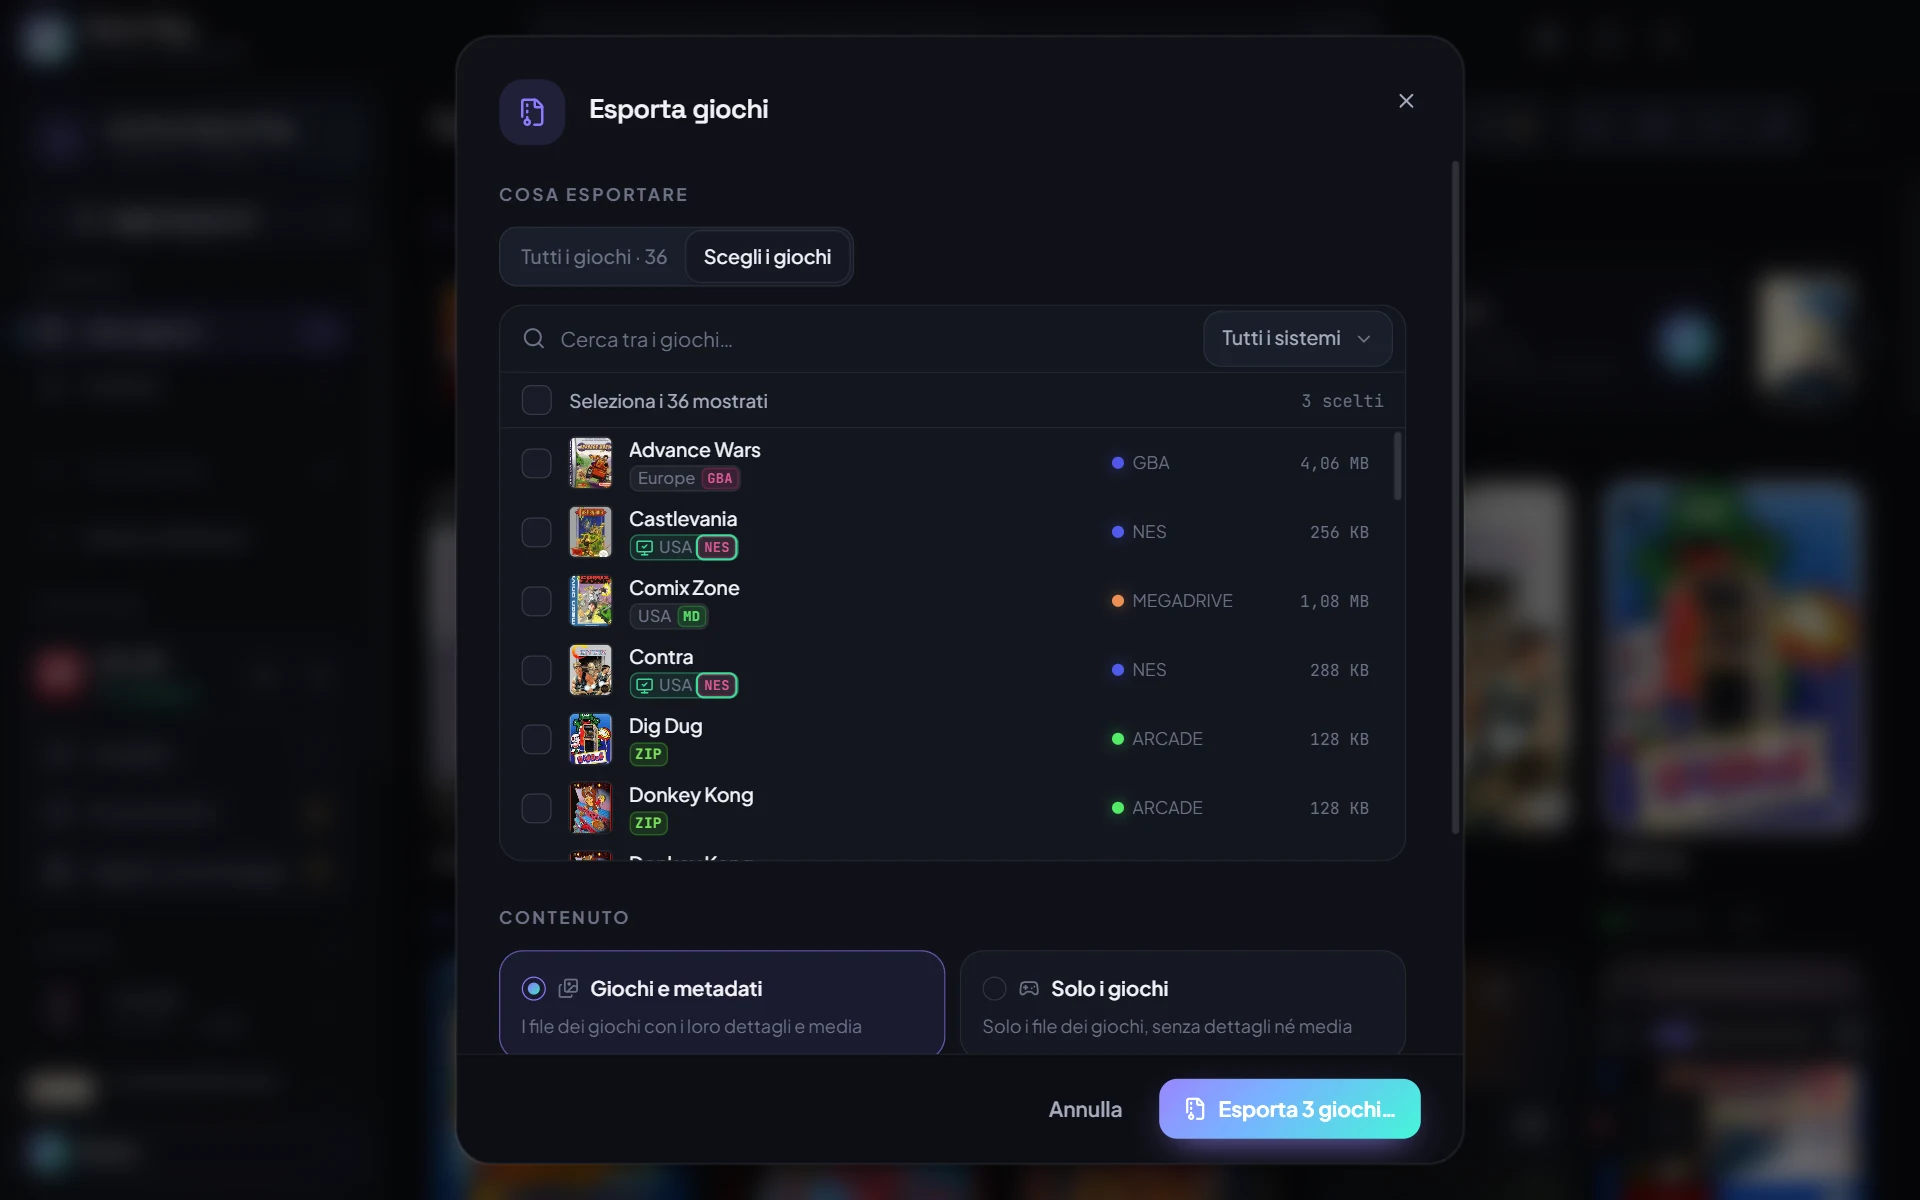 Esporta giochi
COSA ESPORTARE
Tutti i giochi · 36
Scegli i giochi
Cerca tra i giochi...
Tutti i sistemi
Seleziona i 36 mostrati
3 scelti
Advance Wars
Europe GBA
GBA
4,06 MB
Castlevania
USA NES
NES
256 KB
Comix Zone
USA MD
MEGADRIVE
1,08 MB
Contra
USA NES
NES
288 KB
Dig Dug
ZIP
ARCADE
128 KB
Donkey Kong
ZIP
ARCADE
128 KB
Donkey Kong
CONTENUTO
Giochi e metadati
I file dei giochi con i loro dettagli e media
Solo i giochi
Solo i file dei giochi, senza dettagli né media
Annulla
Esporta 3 giochi...